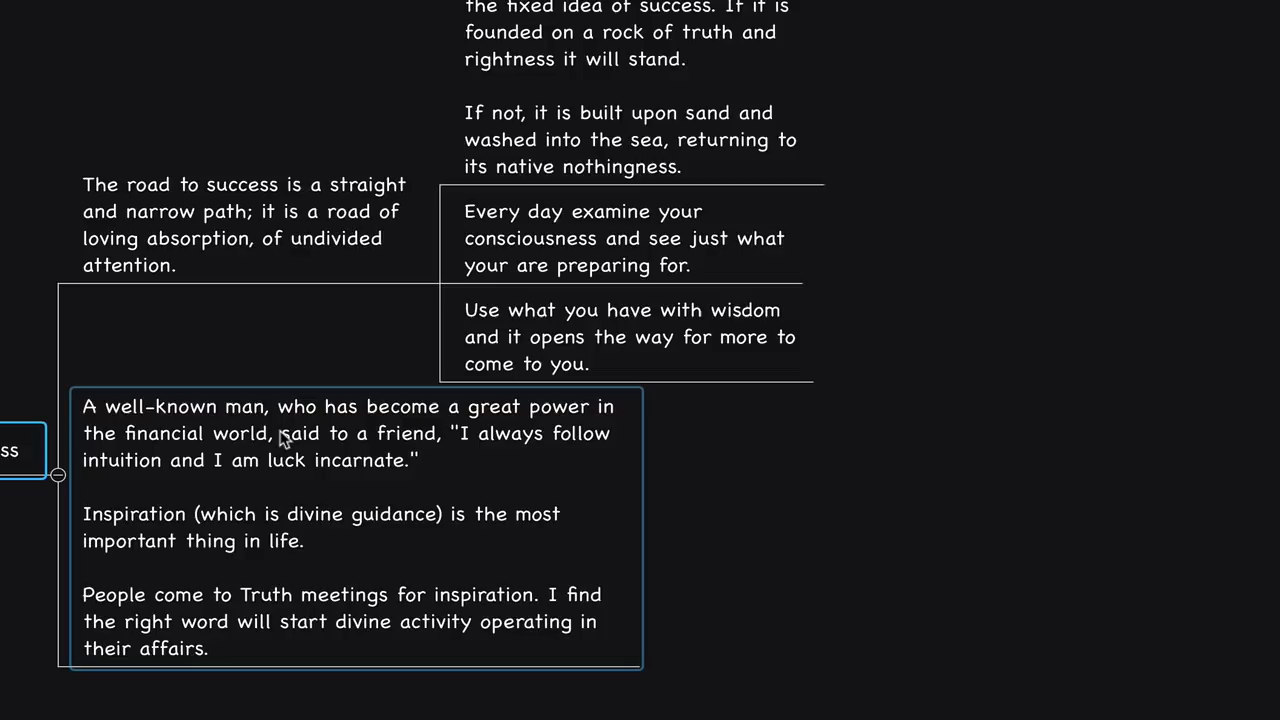 the fixed idea of success. If it is
founded on a rock of truth and
rightness it will stand.
If not, it is built upon sand and
washed into the sea, returning to
its native nothingness.
The road to success is a straight
and narrow path; it is a road of
loving absorption, of undivided
attention.
Every day examine your
consciousness and see just what
your are preparing for.
Use what you have with wisdom
and it opens the way for more to
come to you.
ss
A well-known man, who has become a great power in
the financial world, said to a friend, "I always follow
intuition and I am luck incarnate."
Inspiration (which is divine guidance) is the most
important thing in life.
People come to Truth meetings for inspiration. I find
the right word will start divine activity operating in
their affairs.